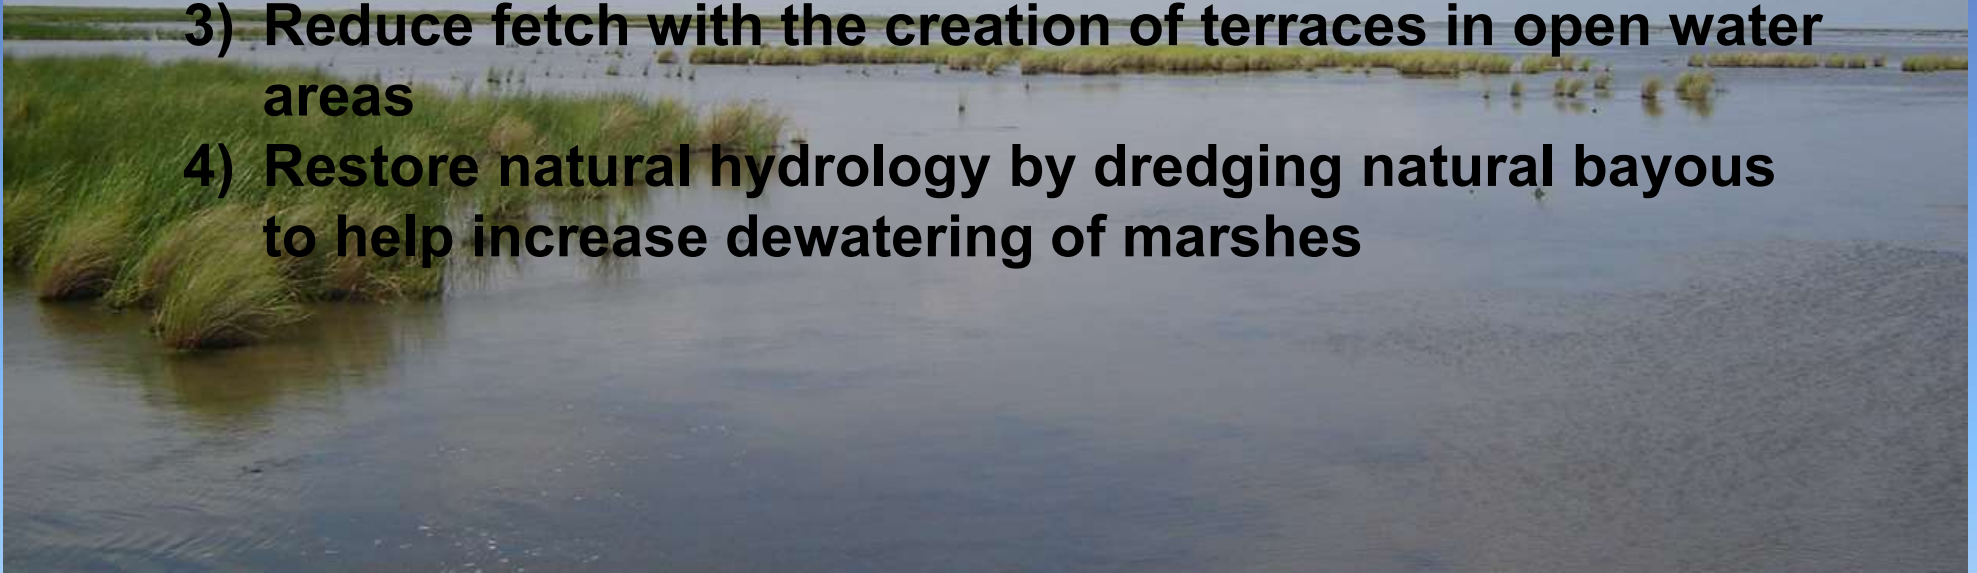 3) Reduce fetch with the creation of terraces in open water
areas
4) Restore natural hydrology by dredging natural bayous
to help increase dewatering of marshes